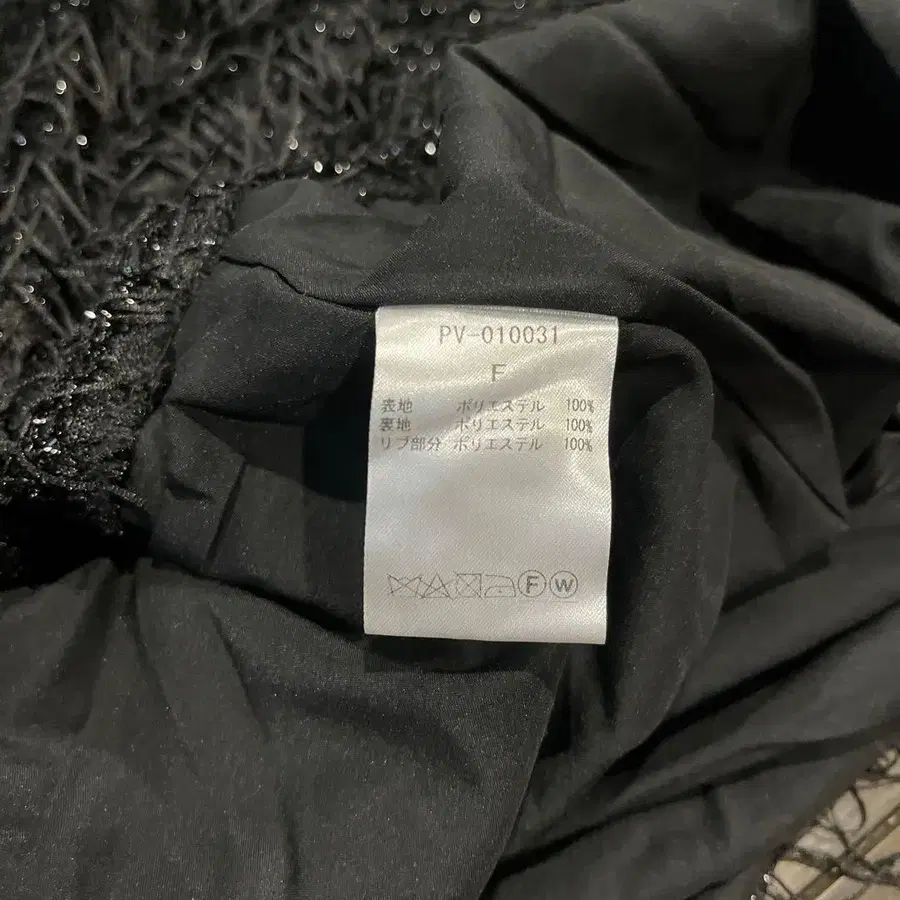 PV-010031
F
表地 ポリエステル 100%
裏地 ポリエステル 100%
リブ部分 ポリエステル 100%
F W